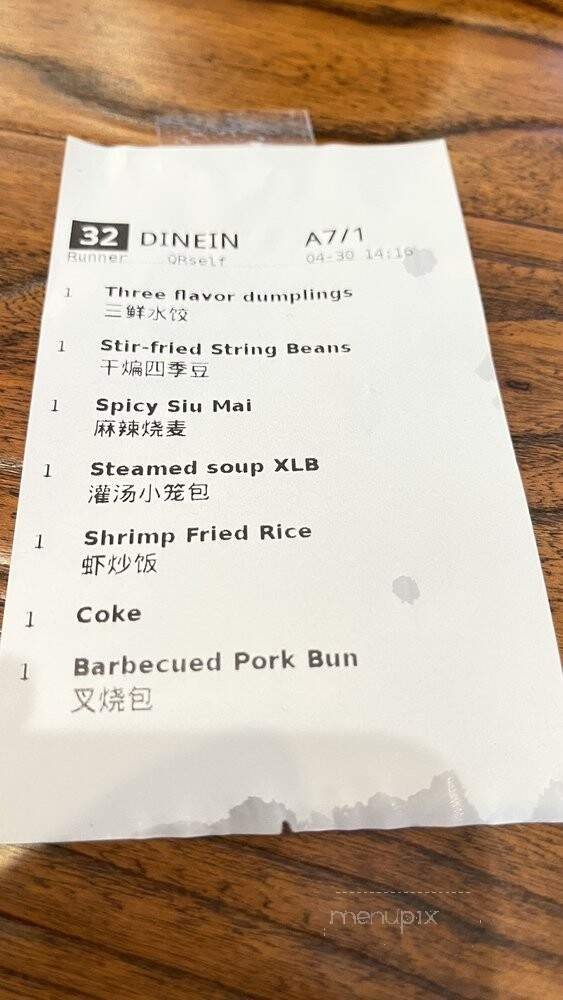 32 DINEIN A7/1
Runner QRself 04-30 14:16
1 Three flavor dumplings
三鲜水饺
1 Stir-fried String Beans
干煸四季豆
1 Spicy Siu Mai
麻辣烧麦
1 Steamed soup XLB
灌汤小笼包
1 Shrimp Fried Rice
虾炒饭
1 Coke
1 Barbecued Pork Bun
叉烧包
menupix